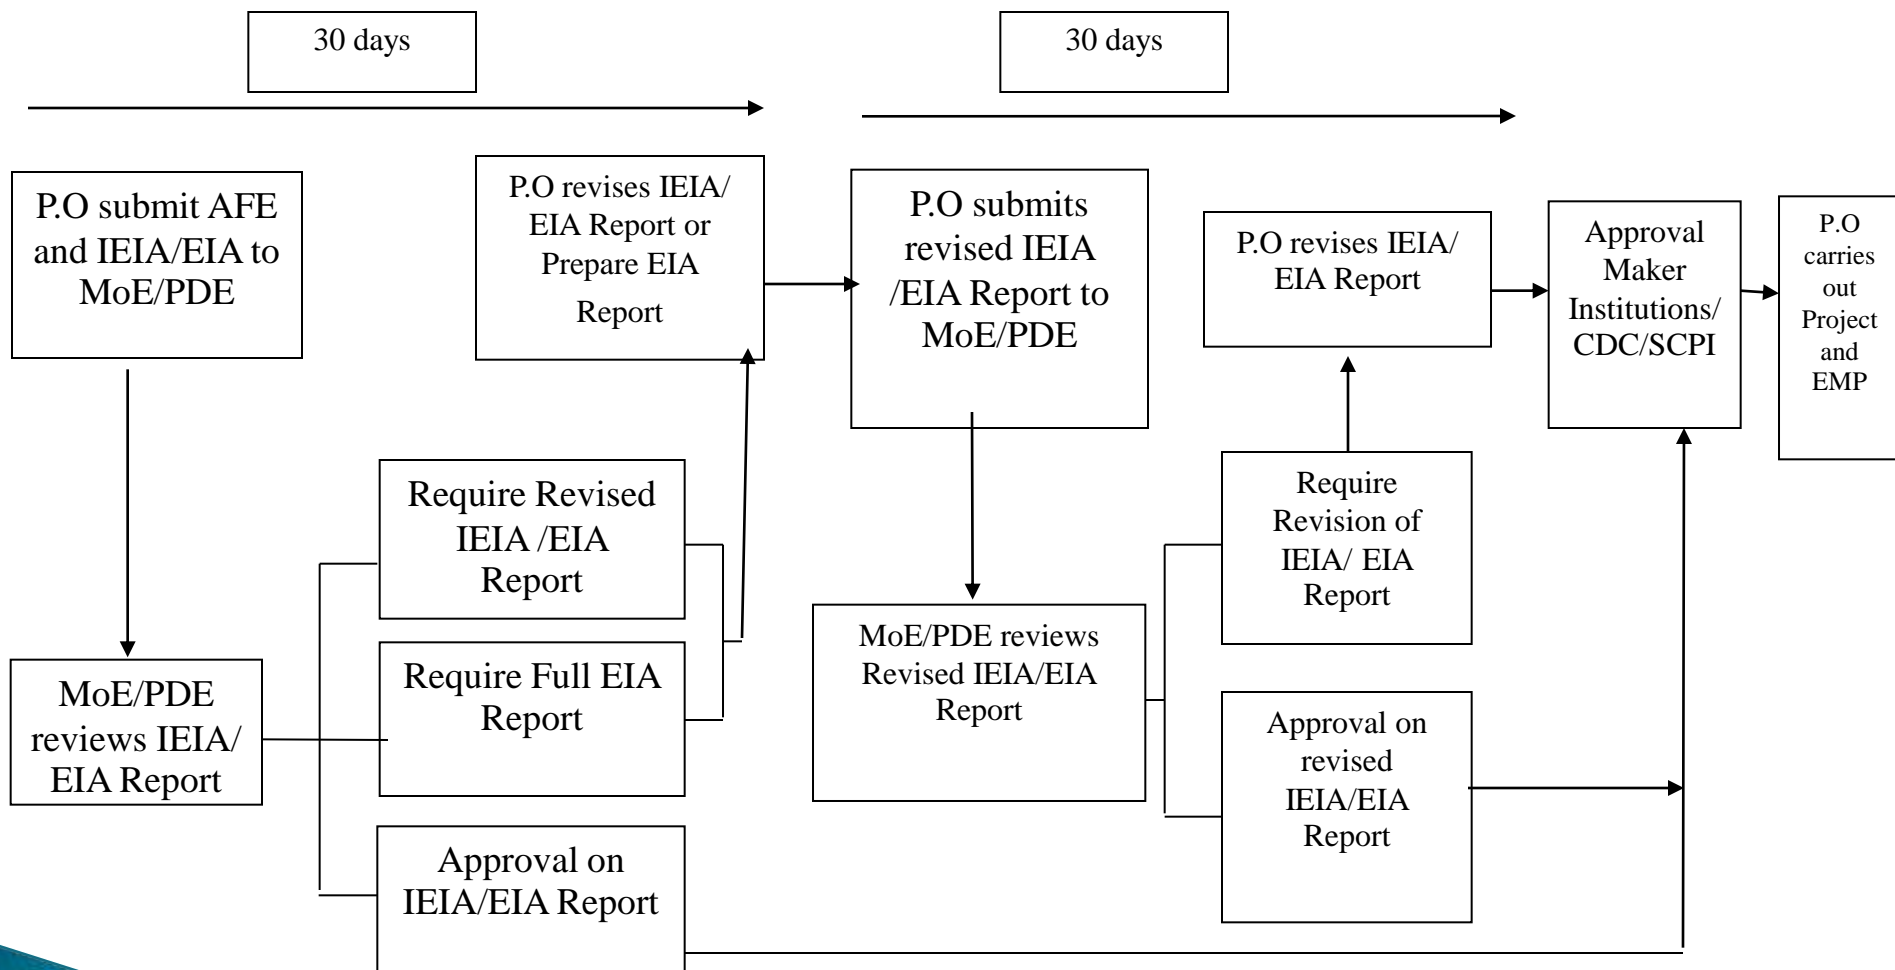 30 days
30 days
P.O submit AFE
and IEIA/EIA to
MoE/PDE
P.O revises IEIA/
EIA Report or
Prepare EIA
Report
P.O submits
revised IEIA
/EIA Report to
MoE/PDE
P.O revises IEIA/
EIA Report
Approval
Maker
Institutions/
CDC/SCPI
P.O
carries
out
Project
and
EMP
Require Revised
IEIA /EIA
Report
Require Full EIA
Report
MoE/PDE
reviews IEIA/
EIA Report
Approval on
IEIA/EIA Report
MoE/PDE reviews
Revised IEIA/EIA
Report
Require
Revision of
IEIA/ EIA
Report
Approval on
revised
IEIA/EIA
Report